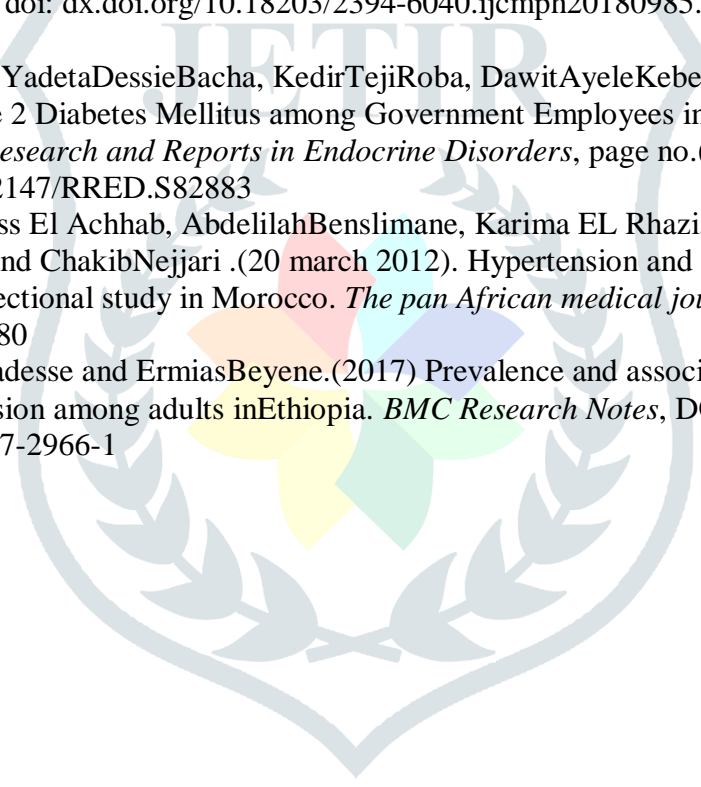 doi: dx.doi.org/10.18203/2394-6040.ijcmph20180985.
JETIR
YadetaDessieBacha, KedirTejiRoba, DawitAyeleKebe
e 2 Diabetes Mellitus among Government Employees in
esearch and Reports in Endocrine Disorders, page no.(
2147/RRED.S82883
ss El Achhab, AbdelilahBenslimane, Karima EL Rhazi
nd ChakibNejjari .(20 march 2012). Hypertension and
ectional study in Morocco. The pan African medical jou
80
adesse and ErmiasBeyene.(2017) Prevalence and associ
sion among adults inEthiopia. BMC Research Notes, DO
7-2966-1